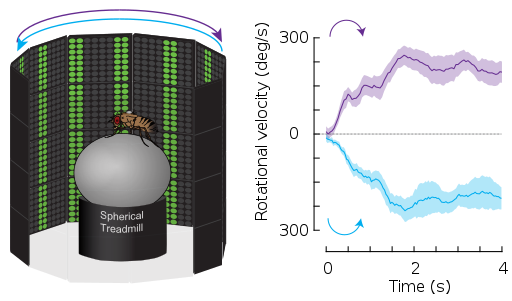 Spherical
Treadmill
Rotational velocity (deg/s)
300
0
300
0
2
4
Time (s)